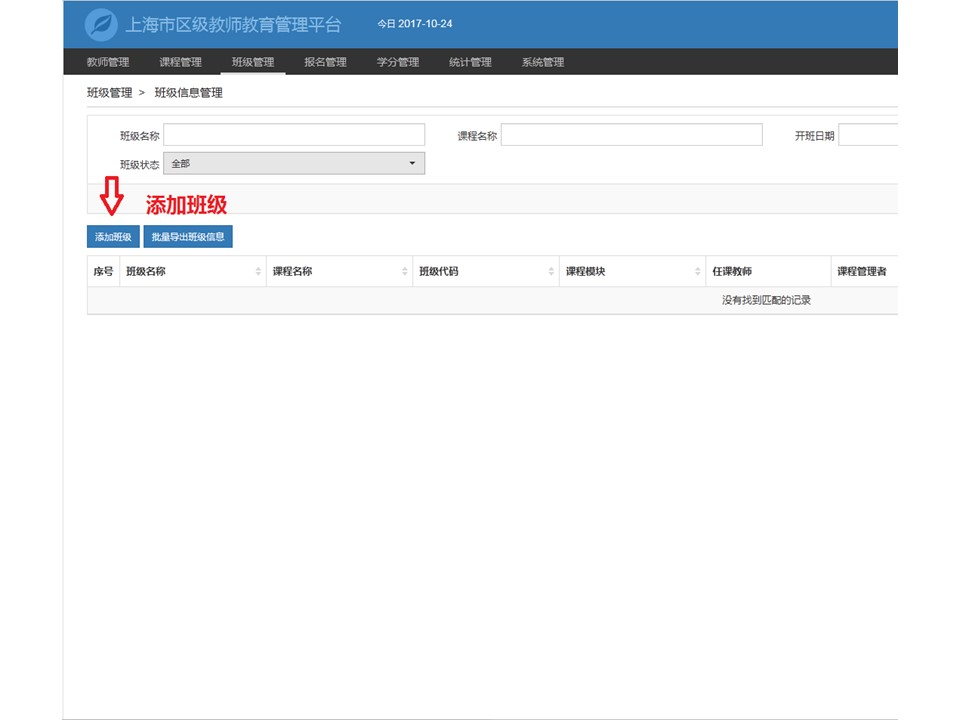 上海市区级教师教育管理平台 今日 2017-10-24
教师管理 课程管理 班级管理 报名管理 学分管理 统计管理 系统管理
班级管理 > 班级信息管理
班级名称 课程名称 开班日期
班级状态 全部
添加班级
添加班级 批量导出班级信息
序号 班级名称 课程名称 班级代码 课程模块 任课教师 课程管理者
没有找到匹配的记录